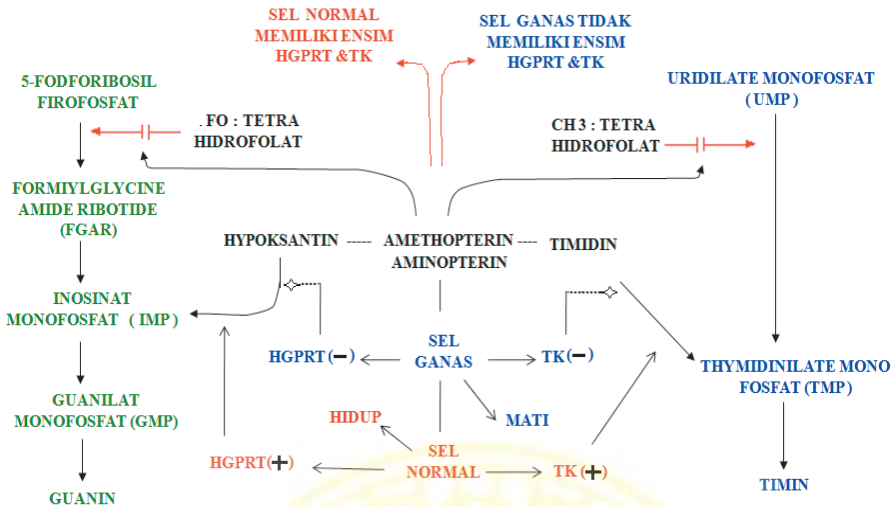 SEL NORMAL
MEMILIKI ENSIM
HGPRT &TK
SEL GANAS TIDAK
MEMILIKI ENSIM
HGPRT &TK
5-FODFORIBOSIL
FIROFOSFAT
URIDILATE MONOFOSFAT
( UMP )
. FO : TETRA
HIDROFOLAT
CH 3 : TETRA
HIDROFOLAT
FORMIYLGLYCINE
AMIDE RIBOTIDE
(FGAR)
HYPOKSANTIN ----- AMETHOPTERIN ---- TIMIDIN
AMINOPTERIN
INOSINAT
MONOFOSFAT ( IMP )
HGPRT (-)
SEL
GANAS
TK (-)
THYMIDINILATE MONO
FOSFAT (TMP)
GUANILAT
MONOFOSFAT (GMP)
HIDUP
MATI
HGPRT(+)
SEL
NORMAL
TK (+)
GUANIN
TIMIN